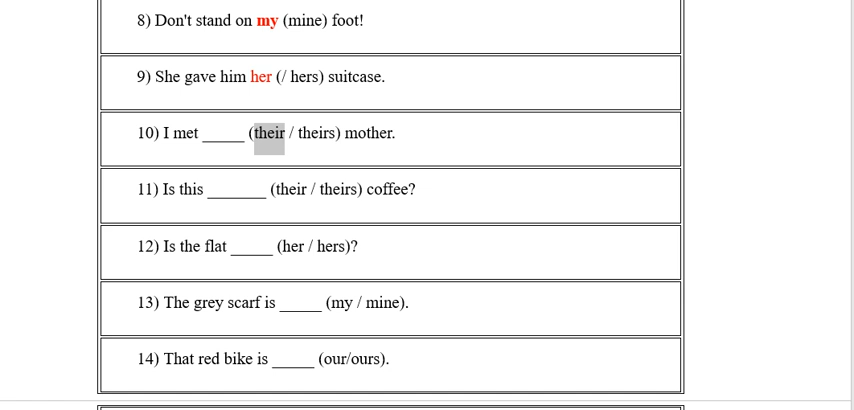 8) Don't stand on my (mine) foot!
9) She gave him her (/ hers) suitcase.
10) I met _____ (their / theirs) mother.
11) Is this _______ (their / theirs) coffee?
12) Is the flat _____ (her / hers)?
13) The grey scarf is _____ (my / mine).
14) That red bike is _____ (our/ours).